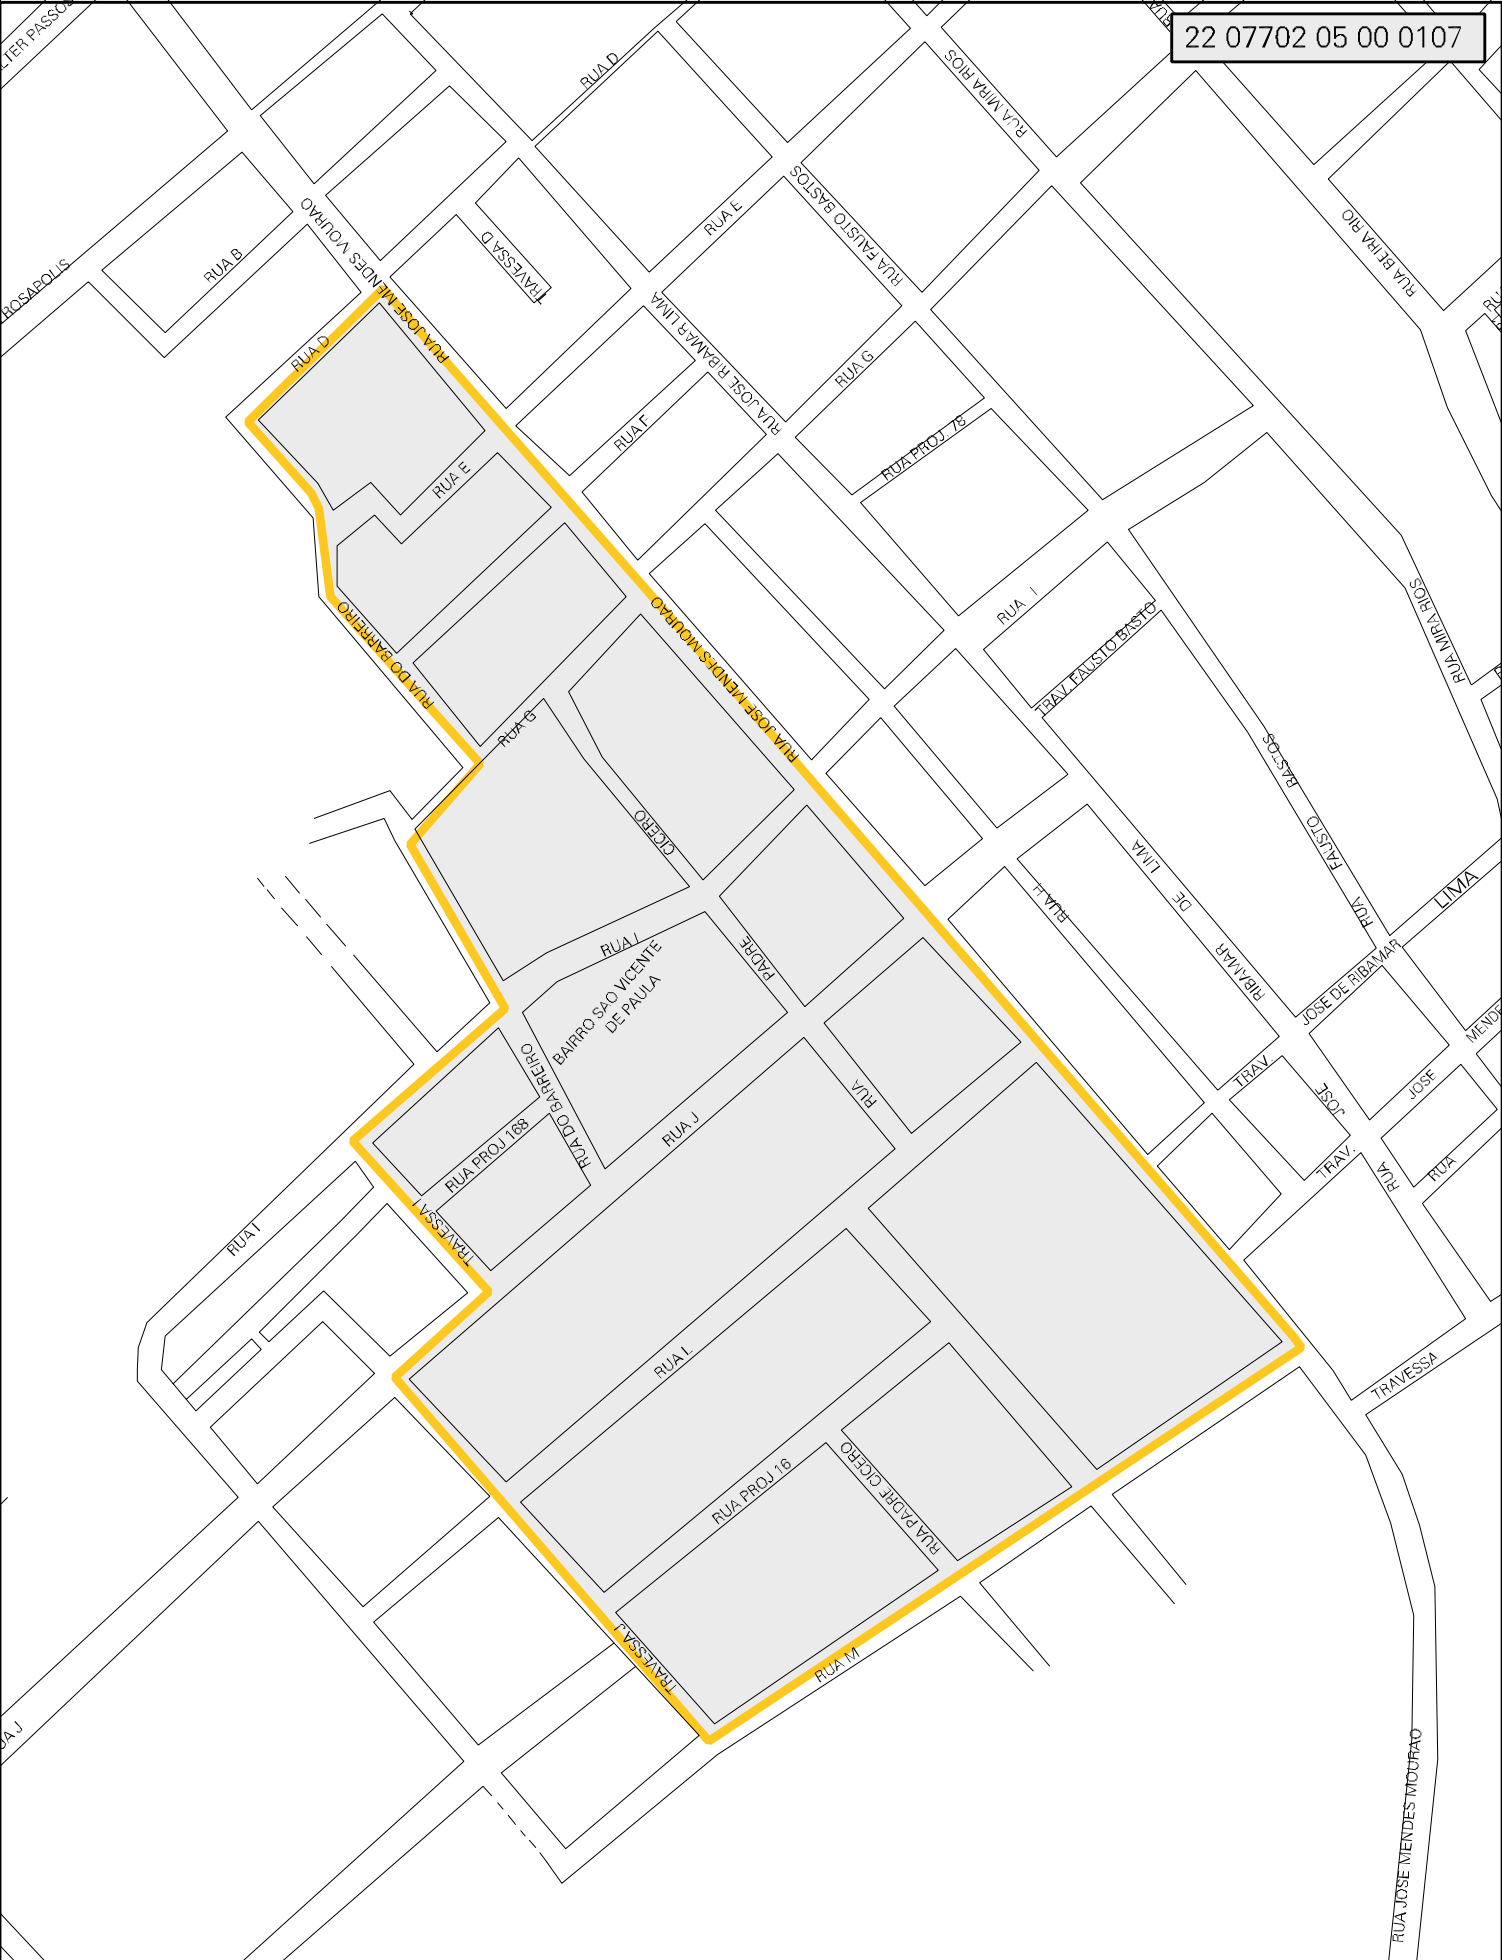 22 07702 05 00 0107
LTER PASSOS
RUA D
RUA MIRA RIOS
RUA FAUSTO BASTOS
RUA E
RUA BEIRA RIO
RUA B
ROSAPOLIS
TRAVESSA D
RUA JOSE MENDES MOURAO
RUA D
RUA JOSE RIBAMAR LIMA
RUA G
RUA F
RUA PROJ. 78
RUA E
RUA I
TRAV. FAUSTO BASTO
RUA MIRA RIOS
RUA DO BARREIRO
RUA JOSE MENDES MOURAO
RUA G
CICERO
RUA FAUSTO BASTOS
RUA H
LIMA
RUA JOSE RIBAMAR DE LIMA
JOSE DE RIBAMAR
RUA I
BAIRRO SAO VICENTE
DE PAULA
PADRE
RUA
TRAV.
JOSE
MENDE
RUA DO BARREIRO
RUA J
RUA PROJ 168
TRAVESSA I
TRAV.
RUA
RUA I
RUA L
TRAVESSA
RUA PROJ 16
RUA PADRE CICERO
TRAVESSA J
RUA M
UA J
RUA JOSE MENDES MOURAO